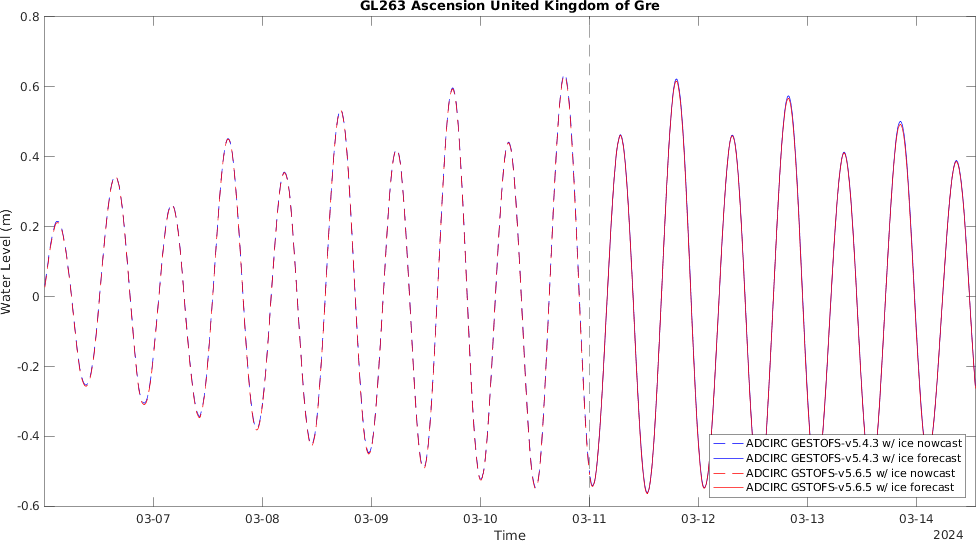 GL263 Ascension United Kingdom of Gre
0.8
0.6
0.4
0.2
0
-0.2
-0.4
-0.6
Water Level (m)
ADCIRC GESTOFS-v5.4.3 w/ ice nowcast
ADCIRC GESTOFS-v5.4.3 w/ ice forecast
ADCIRC GSTOFS-v5.6.5 w/ ice nowcast
ADCIRC GSTOFS-v5.6.5 w/ ice forecast
03-07 03-08 03-09 03-10 03-11 03-12 03-13 03-14
Time
2024